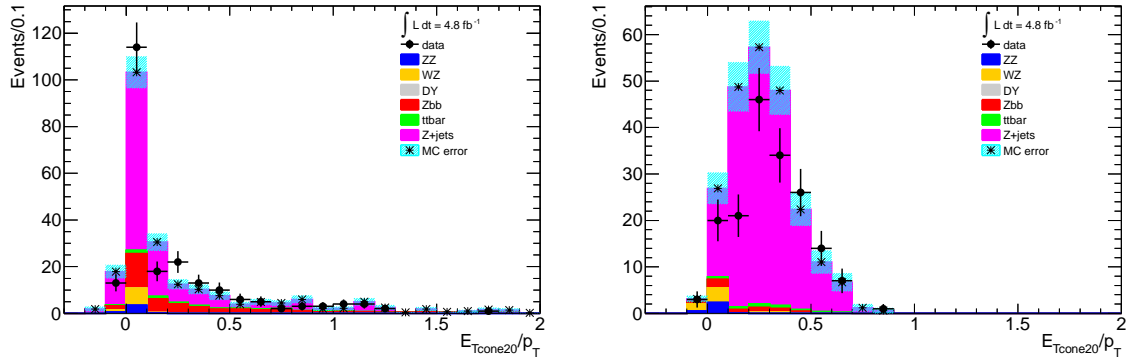 Events/0.1
120
100
80
60
40
20
0
0 0.5 1 1.5 2
E_Tcone20/p_T
∫ L dt = 4.8 fb⁻¹
data
ZZ
WZ
DY
Zbb
ttbar
Z+jets
MC error
Events/0.1
60
50
40
30
20
10
0
0 0.5 1 1.5 2
E_Tcone20/p_T
∫ L dt = 4.8 fb⁻¹
data
ZZ
WZ
DY
Zbb
ttbar
Z+jets
MC error